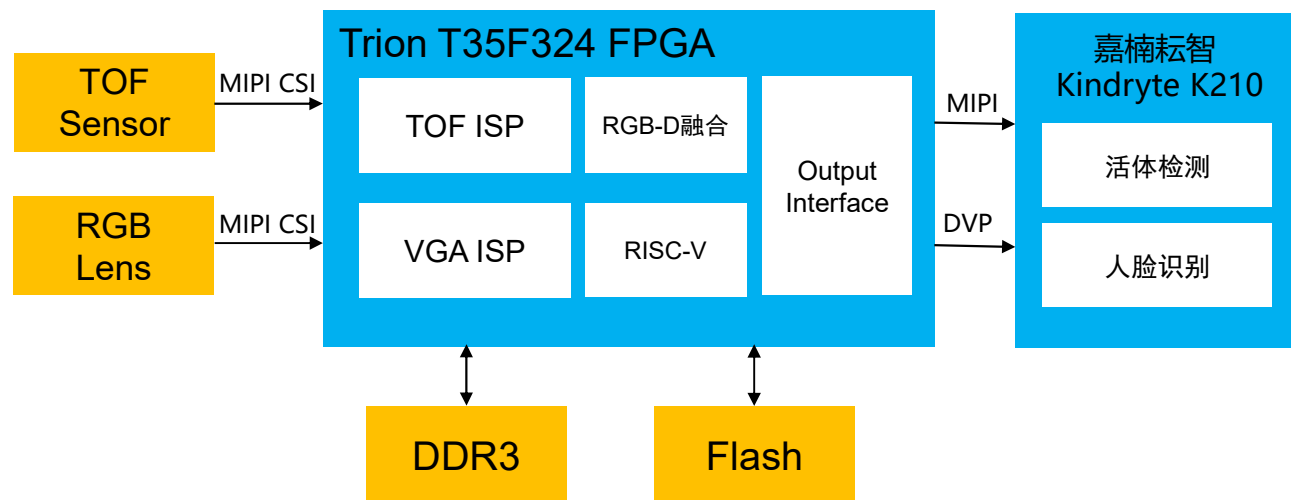 TOF
Sensor
MIPI CSI
RGB
Lens
MIPI CSI
Trion T35F324 FPGA
TOF ISP
RGB-D融合
VGA ISP
RISC-V
Output
Interface
MIPI
DVP
嘉楠耘智
Kindryte K210
活体检测
人脸识别
DDR3
Flash